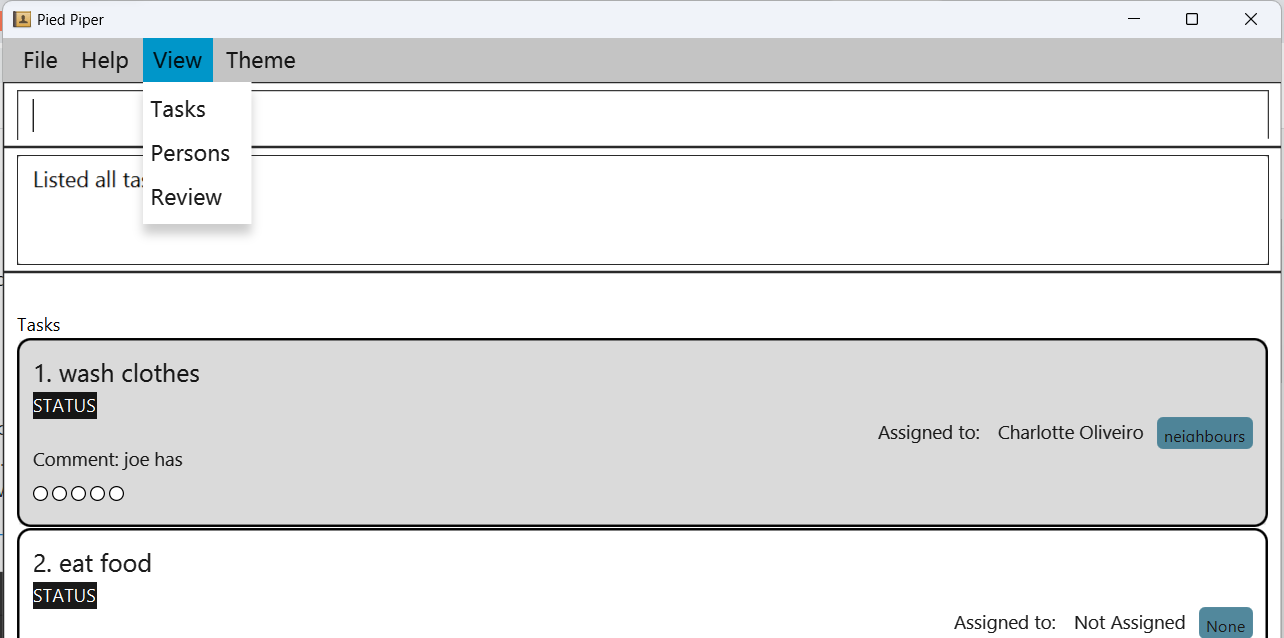 Pied Piper
File Help View Theme
Tasks
Persons
Review
Listed all
Tasks
1. wash clothes
STATUS
Assigned to: Charlotte Oliveiro neighbours
Comment: joe has
2. eat food
STATUS
Assigned to: Not Assigned None